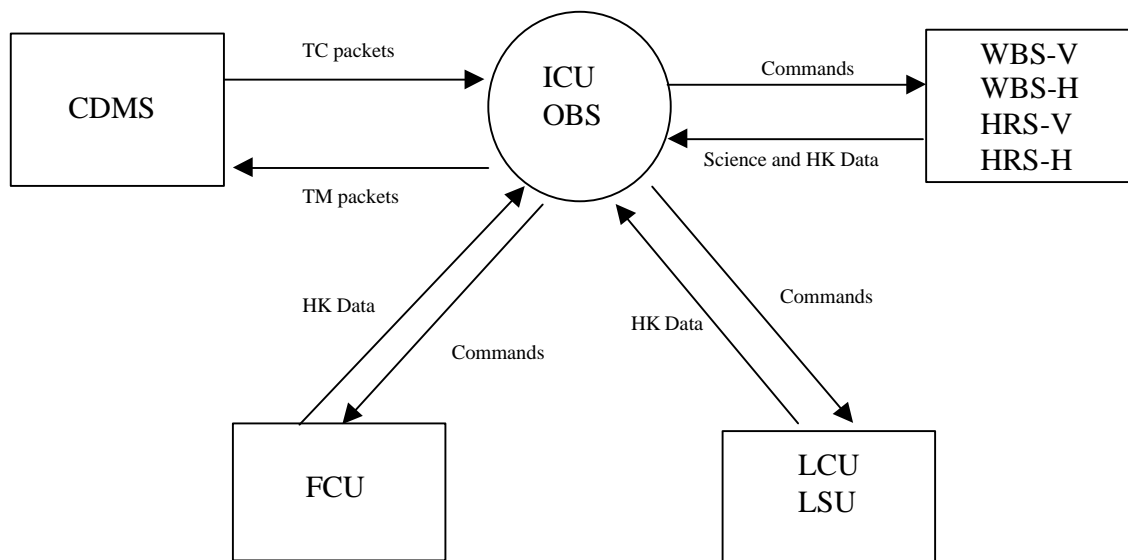 TC packets
CDMS
TM packets
ICU
OBS
Commands
Science and HK Data
WBS-V
WBS-H
HRS-V
HRS-H
HK Data
Commands
HK Data
Commands
FCU
LCU
LSU